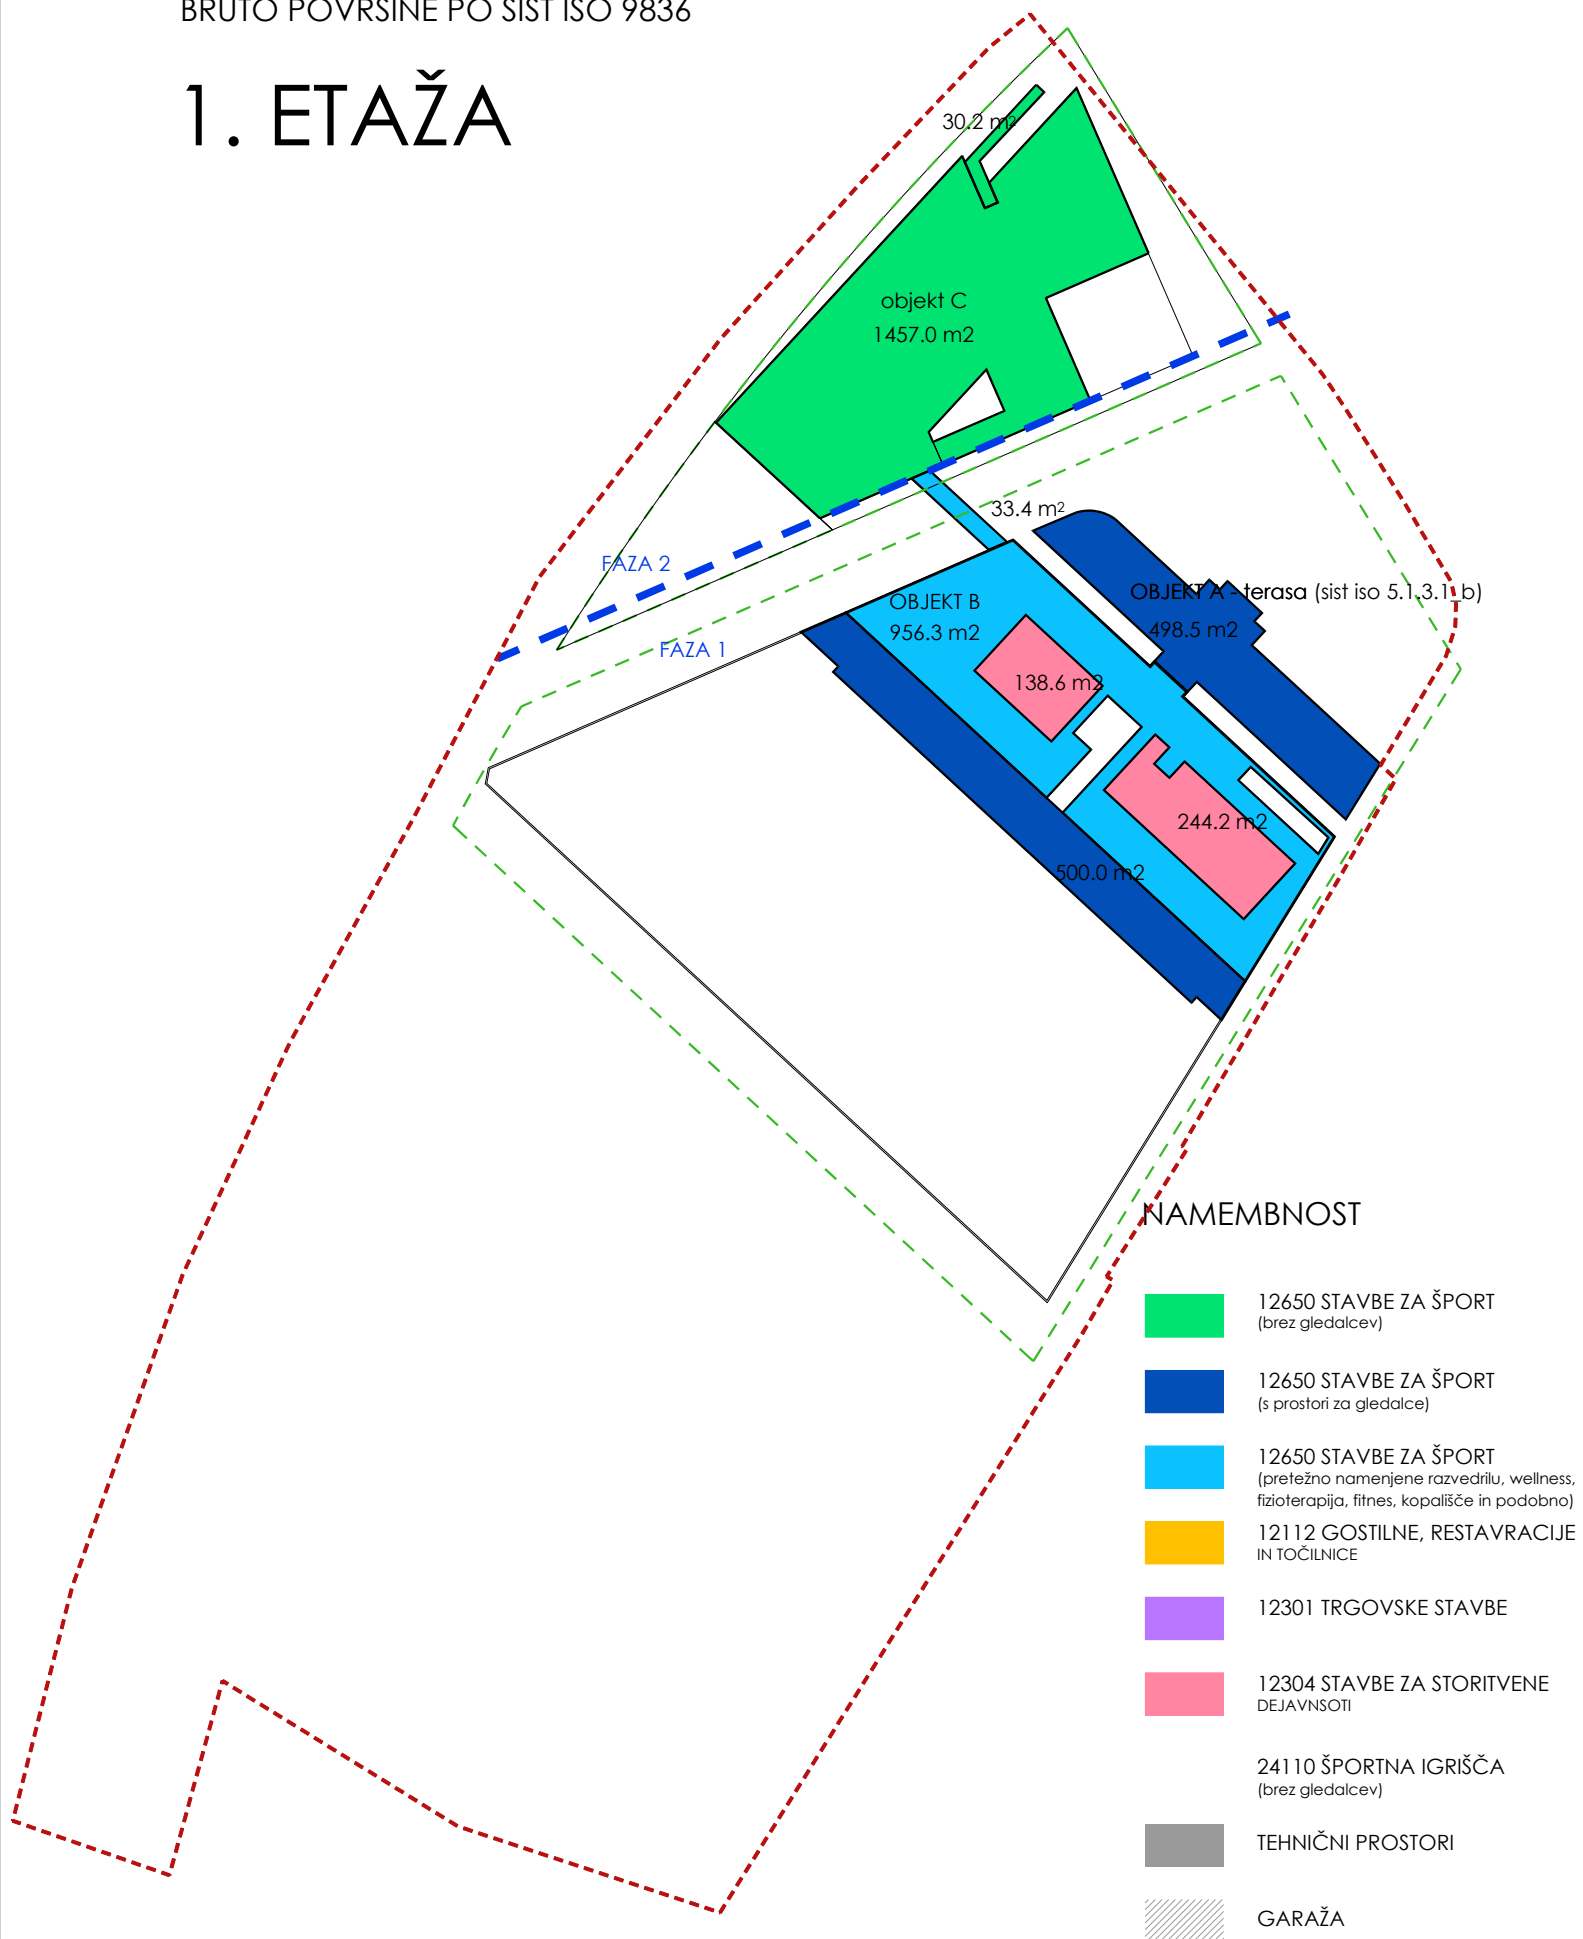 BRUTO POVRŠINE PO SIST ISO 9836
1. ETAŽA
30.2 m²
objekt C
1457.0 m2
33.4 m²
FAZA 2
OBJEKT A - terasa (sist iso 5.1.3.1_b)
498.5 m2
OBJEKT B
956.3 m2
FAZA 1
138.6 m2
244.2 m2
500.0 m2
NAMEMBNOST
12650 STAVBE ZA ŠPORT
(brez gledalcev)
12650 STAVBE ZA ŠPORT
(s prostori za gledalce)
12650 STAVBE ZA ŠPORT
(pretežno namenjene razvedrilu, wellness,
fizioterapija, fitnes, kopališče in podobno)
12112 GOSTILNE, RESTAVRACIJE
IN TOČILNICE
12301 TRGOVSKE STAVBE
12304 STAVBE ZA STORITVENE
DEJAVNSOTI
24110 ŠPORTNA IGRIŠČA
(brez gledalcev)
TEHNIČNI PROSTORI
GARAŽA